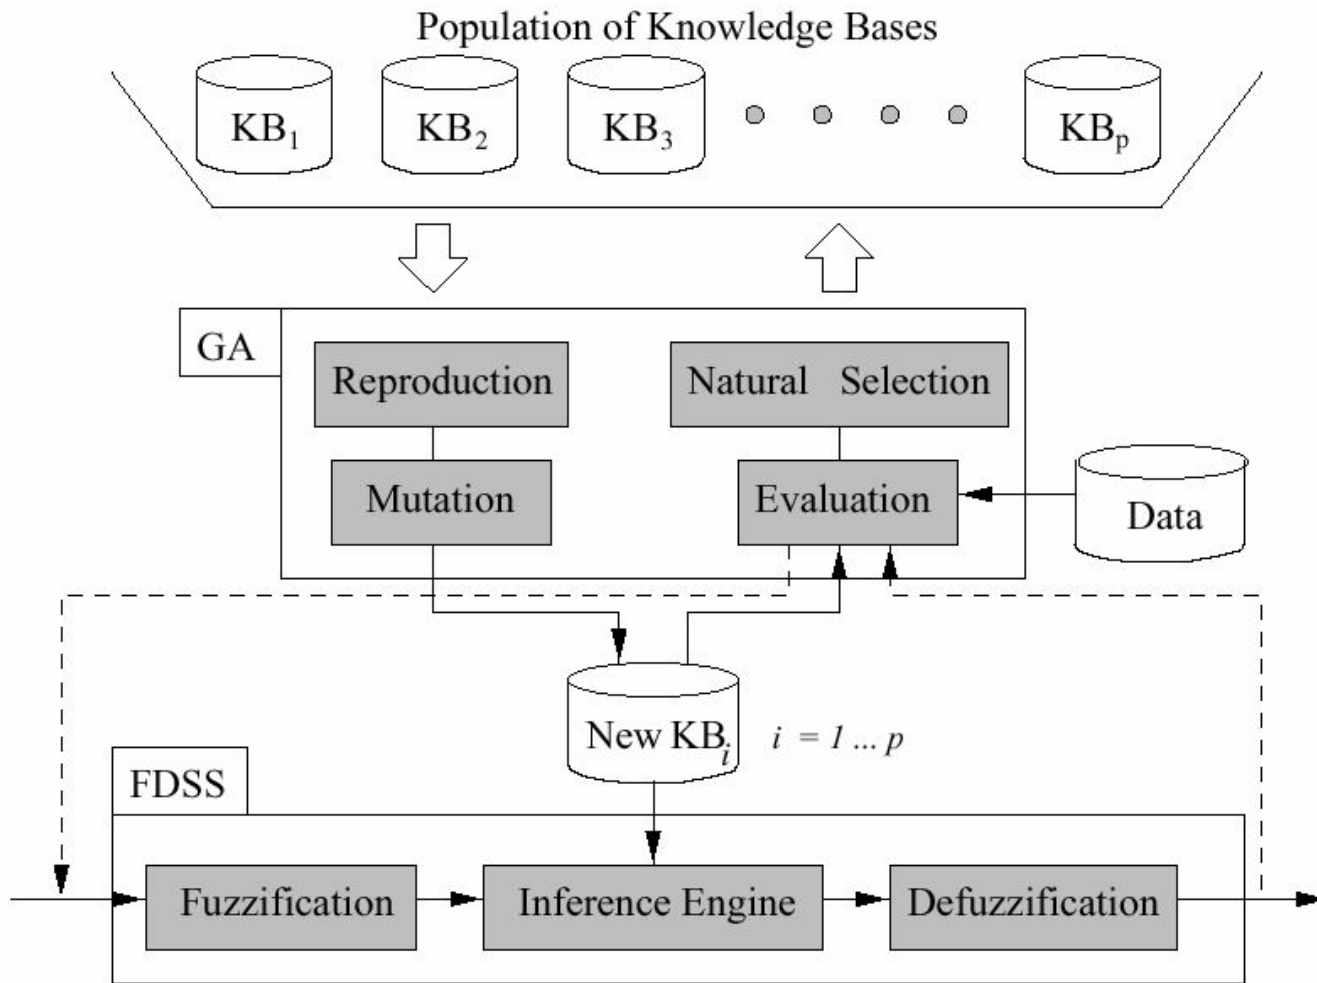 Population of Knowledge Bases
KB1
KB2
KB3
KBp
GA
Reproduction
Natural Selection
Mutation
Evaluation
Data
New KBi
i = 1 ... p
FDSS
Fuzzification
Inference Engine
Defuzzification